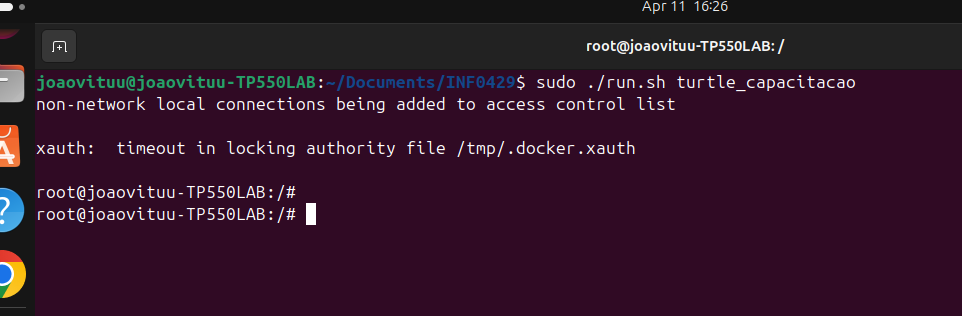 Apr 11 16:26
root@joaovituu-TP550LAB: /
joaovituu@joaovituu-TP550LAB:~/Documents/INF0429$ sudo ./run.sh turtle_capacitacao
non-network local connections being added to access control list
xauth:  timeout in locking authority file /tmp/.docker.xauth
root@joaovituu-TP550LAB:/#
root@joaovituu-TP550LAB:/#